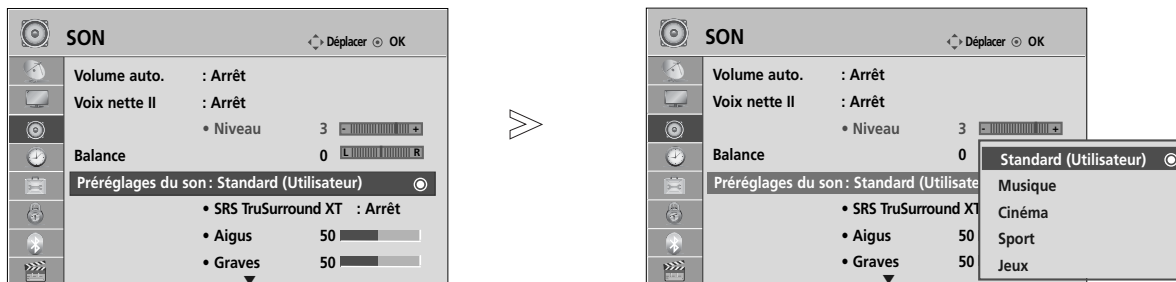 SON
Déplacer OK
Volume auto. : Arrêt
Voix nette II : Arrêt
• Niveau 3 - +
Balance 0 L R
Préréglages du son : Standard (Utilisateur)
• SRS TruSurround XT : Arrêt
• Aigus 50
• Graves 50
>
SON
Déplacer OK
Volume auto. : Arrêt
Voix nette II : Arrêt
• Niveau 3 - +
Balance 0
Préréglages du son : Standard (Utilisate
• SRS TruSurround XT
• Aigus 50
• Graves 50
Standard (Utilisateur)
Musique
Cinéma
Sport
Jeux